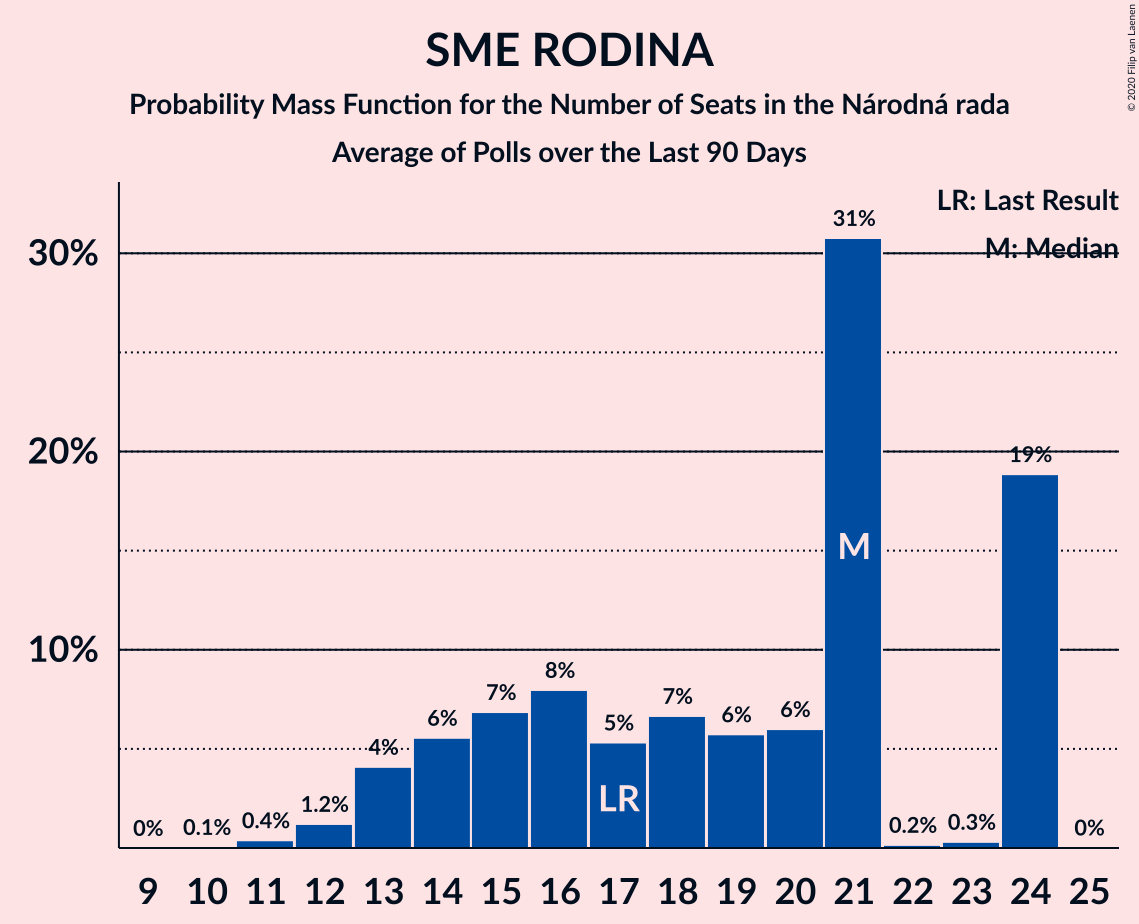 SME RODINA
Probability Mass Function for the Number of Seats in the Národná rada
Average of Polls over the Last 90 Days
© 2020 Filip van Laenen
LR: Last Result
M: Median
30%
20%
10%
0%
0.1%
0.4%
1.2%
4%
6%
7%
8%
5%
7%
6%
6%
31%
0.2%
0.3%
19%
0%
LR
M
9 10 11 12 13 14 15 16 17 18 19 20 21 22 23 24 25